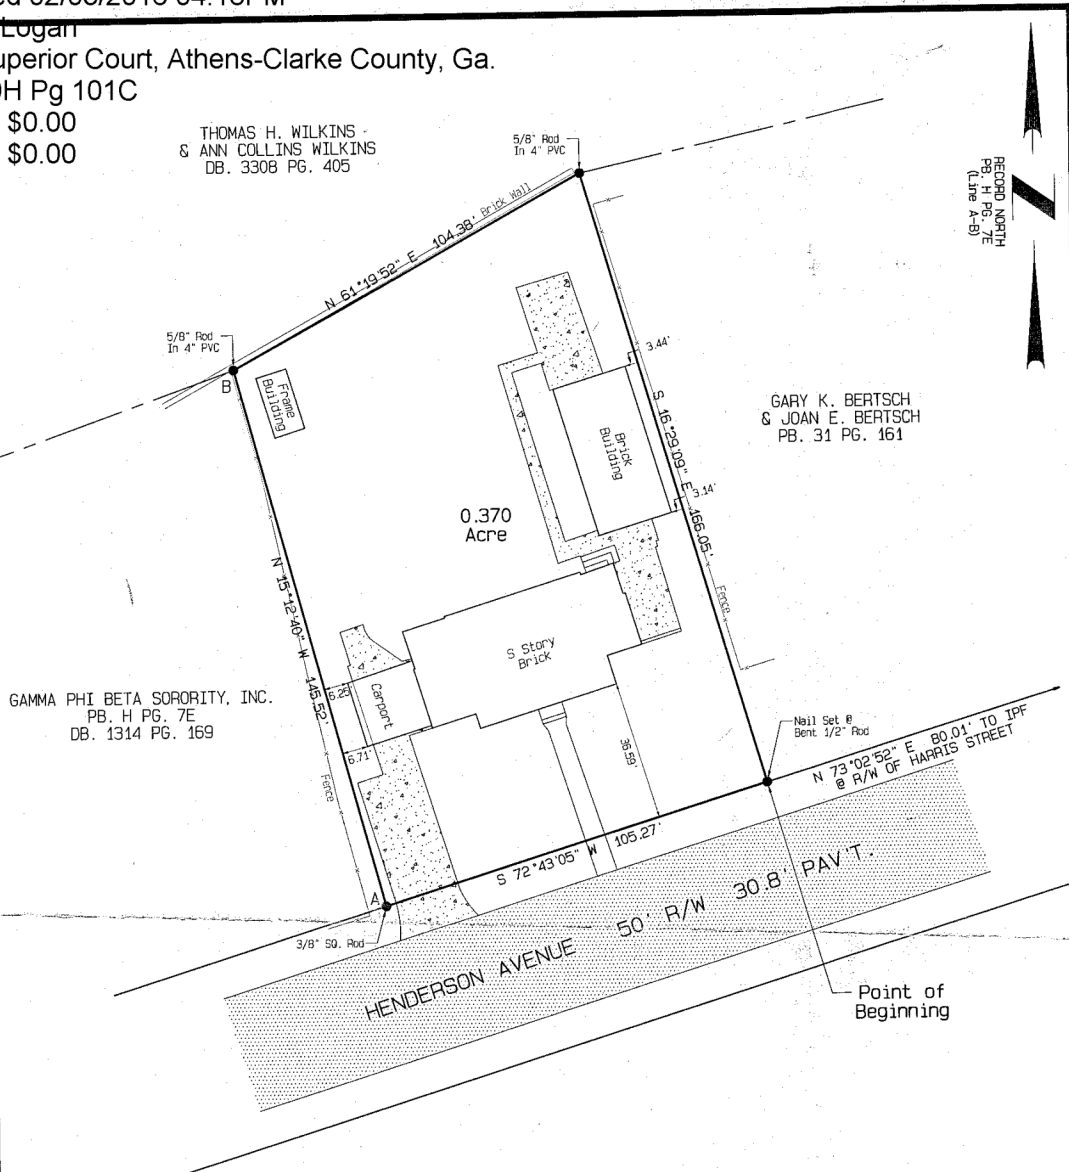 Logan
Superior Court, Athens-Clarke County, Ga.
Pg 101C
$0.00
$0.00
THOMAS H. WILKINS
& ANN COLLINS WILKINS
DB. 3308 PG. 405
5/8" Rod
In 4" PVC
RECORD NORTH
PB. H PG. 7E
(Line A-B)
N 61°19'52" E 104.38'
Brick Wall
5/8" Rod
In 4" PVC
B
Frame
Building
3.44'
GARY K. BERTSCH
& JOAN E. BERTSCH
PB. 31 PG. 161
S 16°29'09" E 166.05'
Brick
Building
3.14'
0.370
Acre
N 15°12'40" W 145.52'
Fence
S Story
Brick
6.25'
Carport
GAMMA PHI BETA SORORITY, INC.
PB. H PG. 7E
DB. 1314 PG. 169
6.71'
Fence
36.59'
Nail Set @
Bent 1/2" Rod
N 73°02'52" E 80.01' TO IPF
@ R/W OF HARRIS STREET
S 72°43'05" W 105.27'
A
3/8" SQ. Rod
HENDERSON AVENUE 50' R/W 30.8' PAV'T.
Point of
Beginning